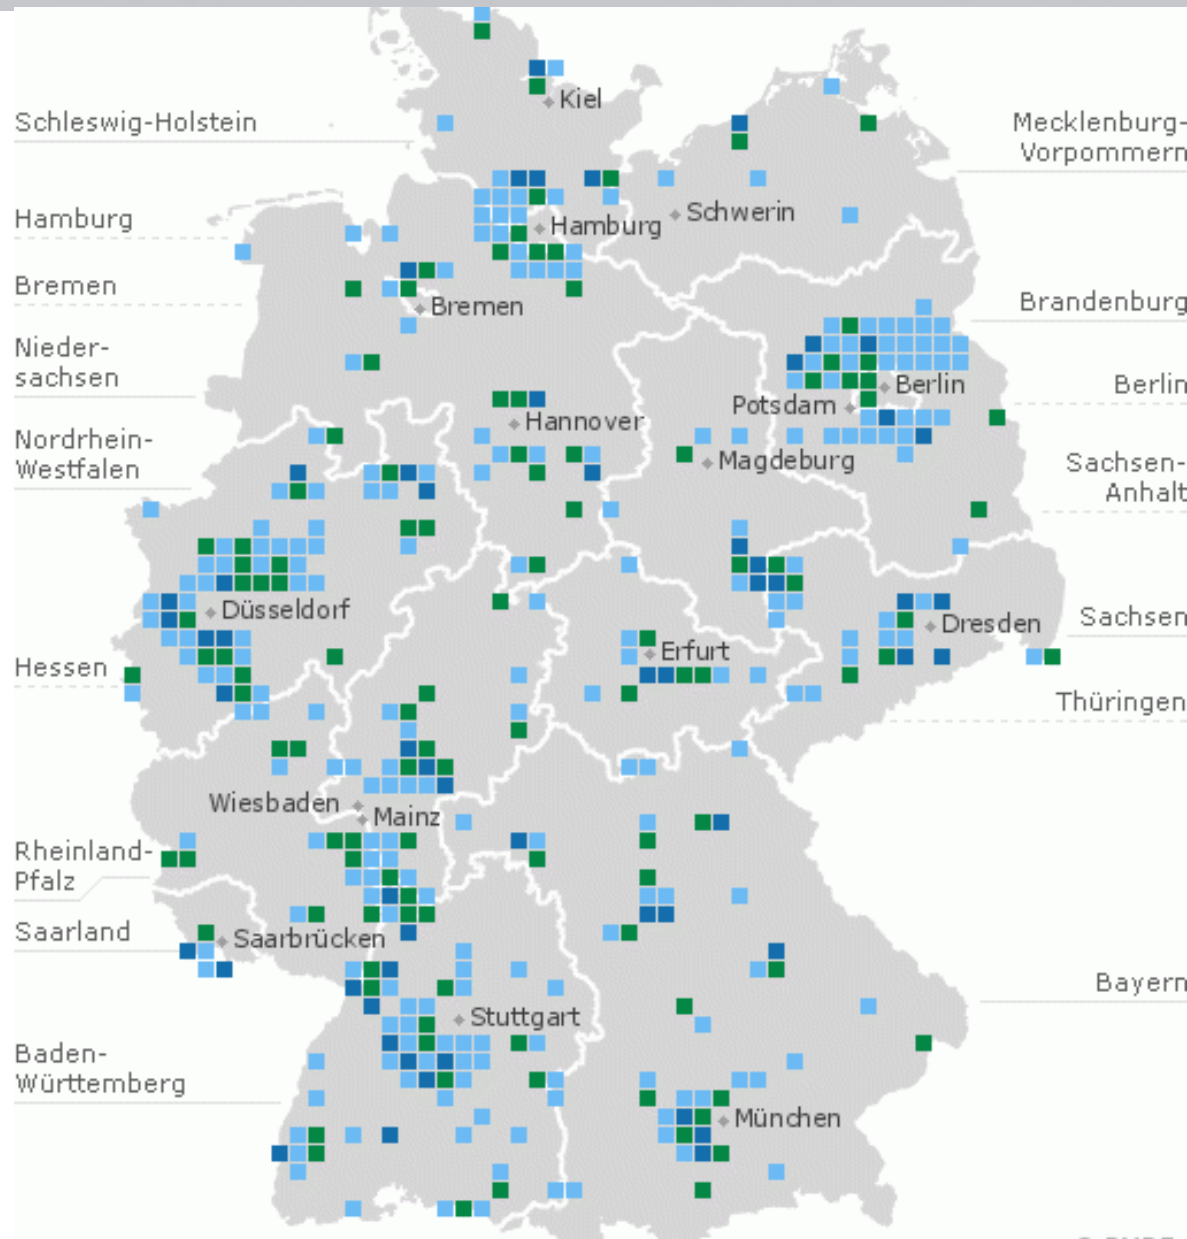 Kiel
Schleswig-Holstein
Mecklenburg-
Vorpommern
Schwerin
Hamburg
Hamburg
Bremen
Bremen
Brandenburg
Nieder-
sachsen
Berlin
Berlin
Potsdam
Hannover
Nordrhein-
Westfalen
Magdeburg
Sachsen-
Anhalt
Düsseldorf
Dresden
Sachsen
Erfurt
Hessen
Thüringen
Wiesbaden
Mainz
Rheinland-
Pfalz
Saarland
Saarbrücken
Bayern
Stuttgart
Baden-
Württemberg
München